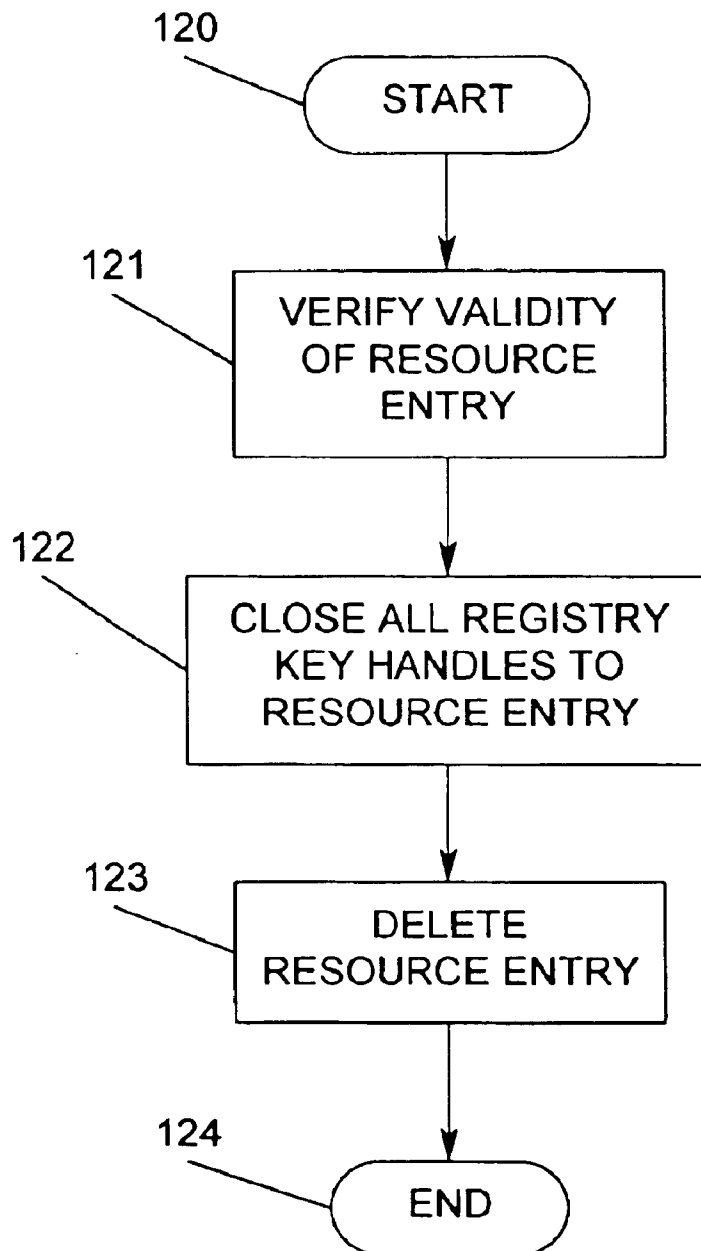 120
START
121
VERIFY VALIDITY
OF RESOURCE
ENTRY
122
CLOSE ALL REGISTRY
KEY HANDLES TO
RESOURCE ENTRY
123
DELETE
RESOURCE ENTRY
124
END